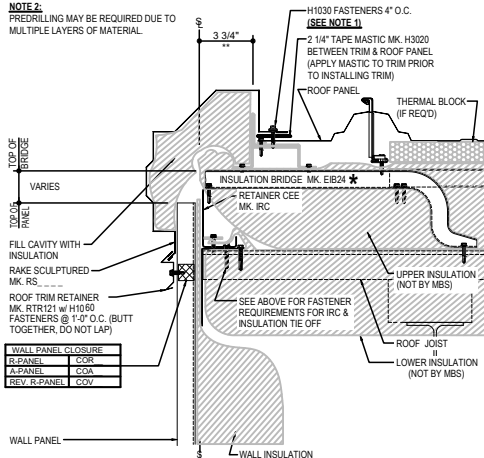 NOTE 2:
PREDRILLING MAY BE REQUIRED DUE TO
MULTIPLE LAYERS OF MATERIAL.
3 3/4"
**
H1030 FASTENERS 4" O.C.
(SEE NOTE 1)
2 1/4" TAPE MASTIC MK. H3020
BETWEEN TRIM & ROOF PANEL
(APPLY MASTIC TO TRIM PRIOR
TO INSTALLING TRIM)
ROOF PANEL
THERMAL BLOCK
(IF REQ'D)
TOP OF
BRIDGE
VARIES
TOP OF
PANEL
INSULATION BRIDGE MK. EIB24 *
RETAINER CEE
MK. IRC
FILL CAVITY WITH
INSULATION
RAKE SCULPTURED
MK. RS_ _ _ _
ROOF TRIM RETAINER
MK. RTR121 w/ H1060
FASTENERS @ 1'-0" O.C. (BUTT
TOGETHER, DO NOT LAP)
SEE ABOVE FOR FASTENER
REQUIREMENTS FOR IRC &
INSULATION TIE OFF
UPPER INSULATION
(NOT BY MBS)
ROOF JOIST
LOWER INSULATION
(NOT BY MBS)
WALL PANEL CLOSURE
R-PANEL COR__
A-PANEL COA__
REV. R-PANEL COV
WALL PANEL
WALL INSULATION